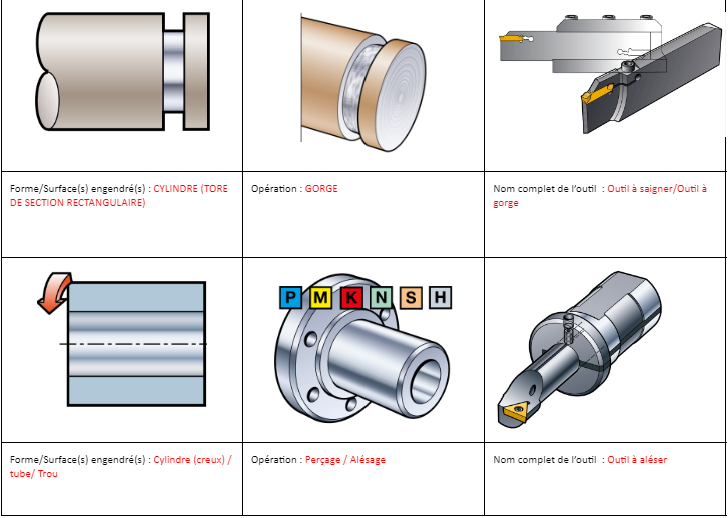 Forme/Surface(s) engendré(s) : CYLINDRE (TORE
DE SECTION RECTANGULAIRE)
Opération : GORGE
Nom complet de l'outil  : Outil à saigner/Outil à
gorge
P M K N S H
Forme/Surface(s) engendré(s) : Cylindre (creux) /
tube/ Trou
Opération : Perçage / Alésage
Nom complet de l'outil  : Outil à aléser